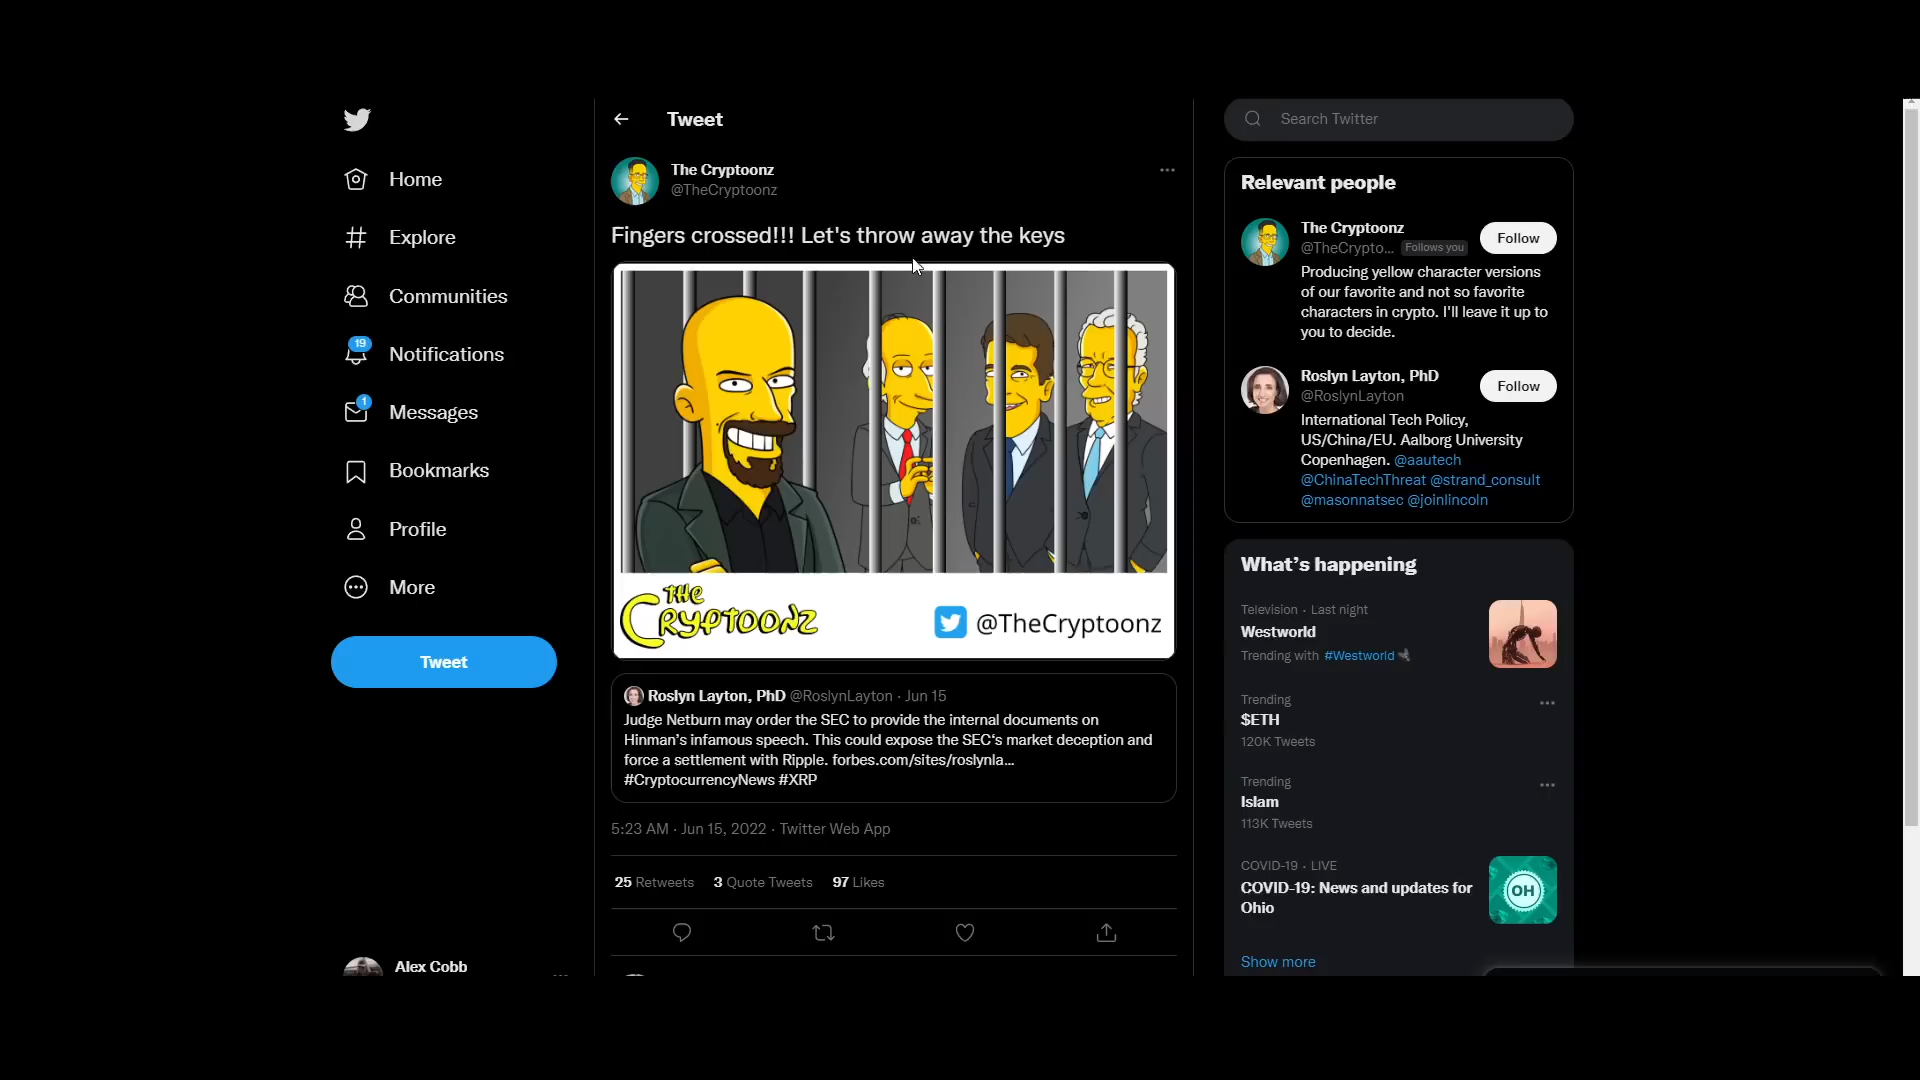 Home
Explore
Communities
19
Notifications
1
Messages
Bookmarks
Profile
More
Tweet
Alex Cobb
Tweet
The Cryptoonz
@TheCryptoonz
Fingers crossed!!! Let's throw away the keys
THE
CRYPTOONZ
@TheCryptoonz
Roslyn Layton, PhD @RoslynLayton · Jun 15
Judge Netburn may order the SEC to provide the internal documents on
Hinman's infamous speech. This could expose the SEC's market deception and
force a settlement with Ripple. forbes.com/sites/roslynla...
#CryptocurrencyNews #XRP
5:23 AM · Jun 15, 2022 · Twitter Web App
25 Retweets 3 Quote Tweets 97 Likes
Search Twitter
Relevant people
The Cryptoonz
@TheCrypto... Follows you
Follow
Producing yellow character versions
of our favorite and not so favorite
characters in crypto. I'll leave it up to
you to decide.
Roslyn Layton, PhD
@RoslynLayton
Follow
International Tech Policy,
US/China/EU. Aalborg University
Copenhagen. @aautech
@ChinaTechThreat @strand_consult
@masonnatsec @joinlincoln
What's happening
Television · Last night
Westworld
Trending with #Westworld
Trending
$ETH
120K Tweets
Trending
Islam
113K Tweets
COVID-19 · LIVE
COVID-19: News and updates for
Ohio
OH
Show more